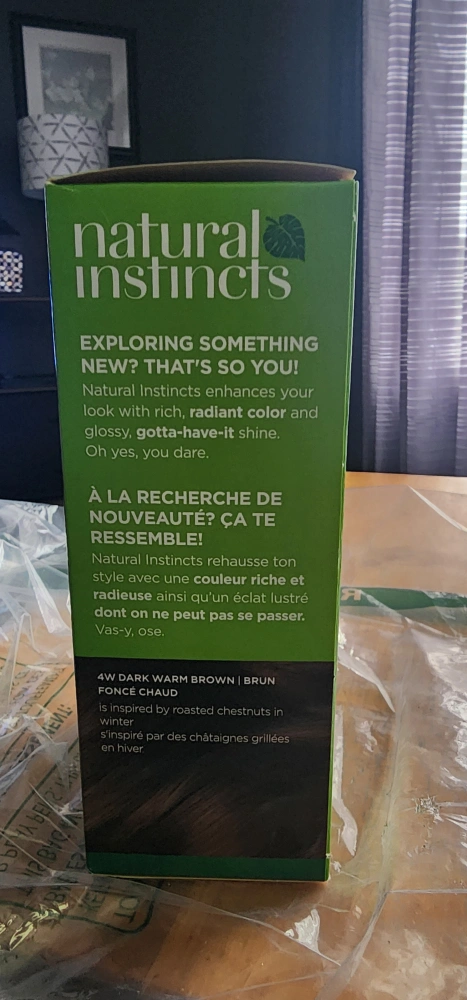 natural
instincts
EXPLORING SOMETHING
NEW? THAT'S SO YOU!
Natural Instincts enhances your
look with rich, radiant color and
glossy, gotta-have-it shine.
Oh yes, you dare.
À LA RECHERCHE DE
NOUVEAUTÉ? ÇA TE
RESSEMBLE!
Natural Instincts rehausse ton
style avec une couleur riche et
radieuse ainsi qu'un éclat lustré
dont on ne peut pas se passer.
Vas-y, ose.
4W DARK WARM BROWN | BRUN
FONCÉ CHAUD
is inspired by roasted chestnuts in
winter
s'inspiré par des châtaignes grillées
en hiver